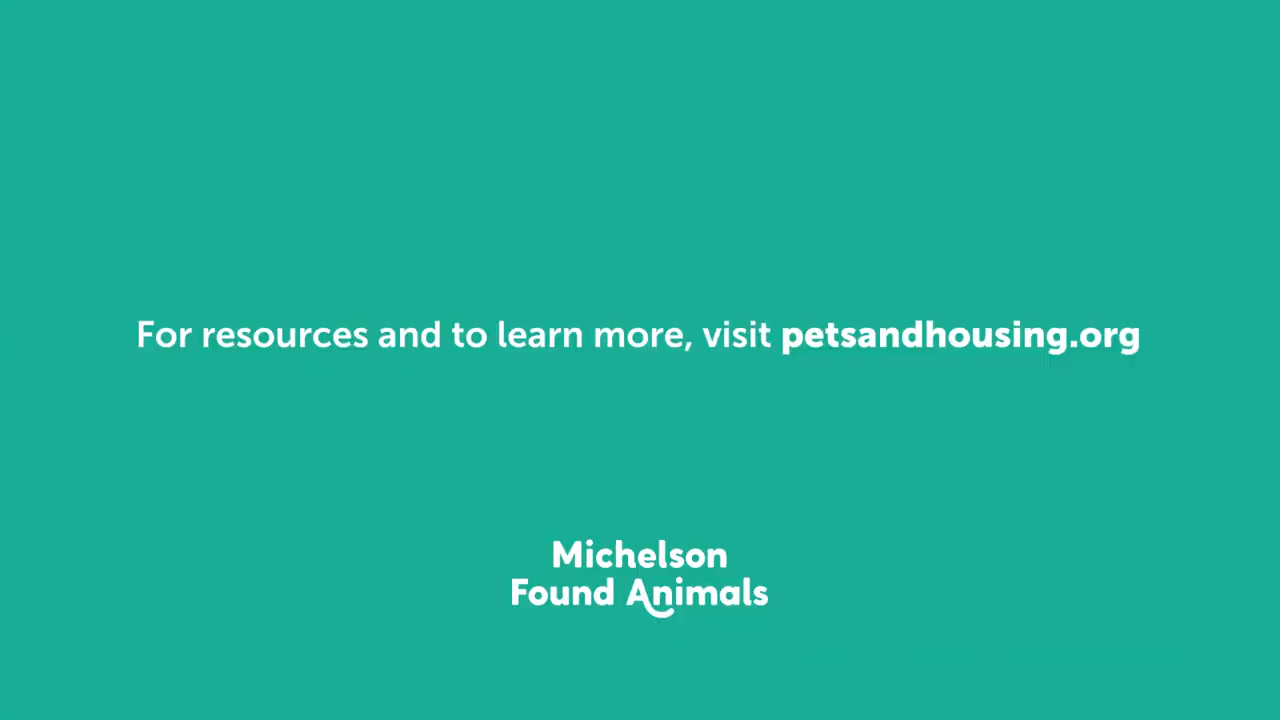 For resources and to learn more, visit petsandhousing.org
Michelson
Found Animals